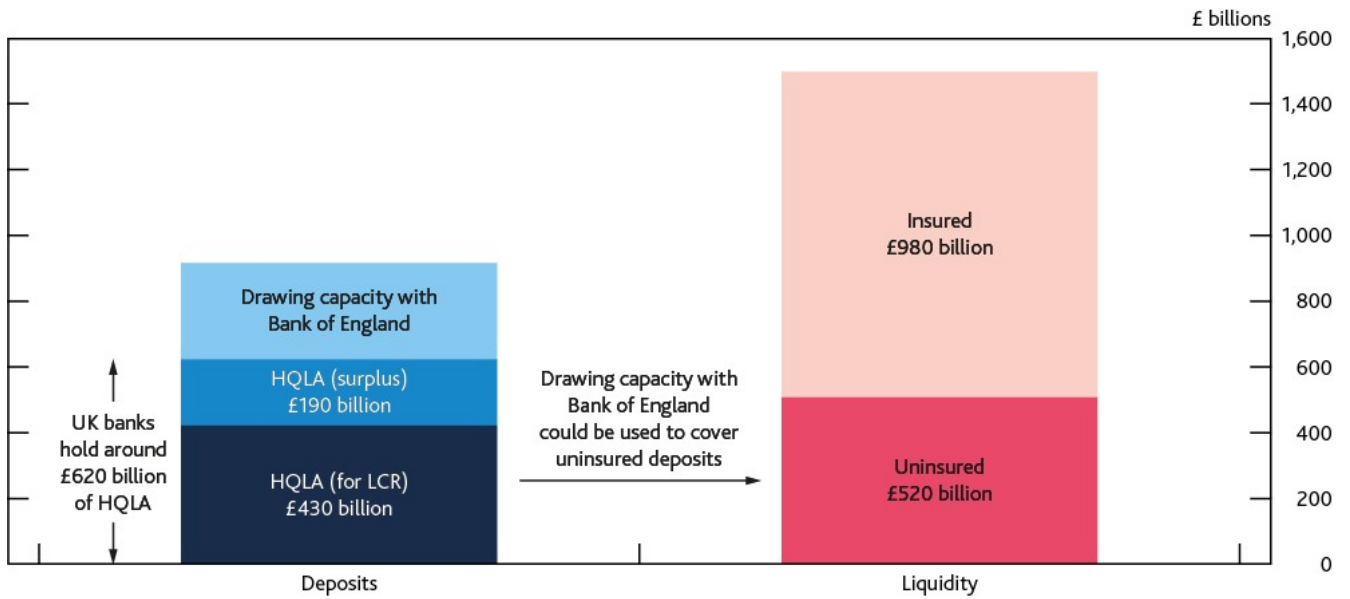 £ billions
1,600
1,400
1,200
1,000
800
600
400
200
0
Drawing capacity with
Bank of England
HQLA (surplus)
£190 billion
HQLA (for LCR)
£430 billion
UK banks
hold around
£620 billion
of HQLA
Drawing capacity with
Bank of England
could be used to cover
uninsured deposits
Insured
£980 billion
Uninsured
£520 billion
Deposits
Liquidity